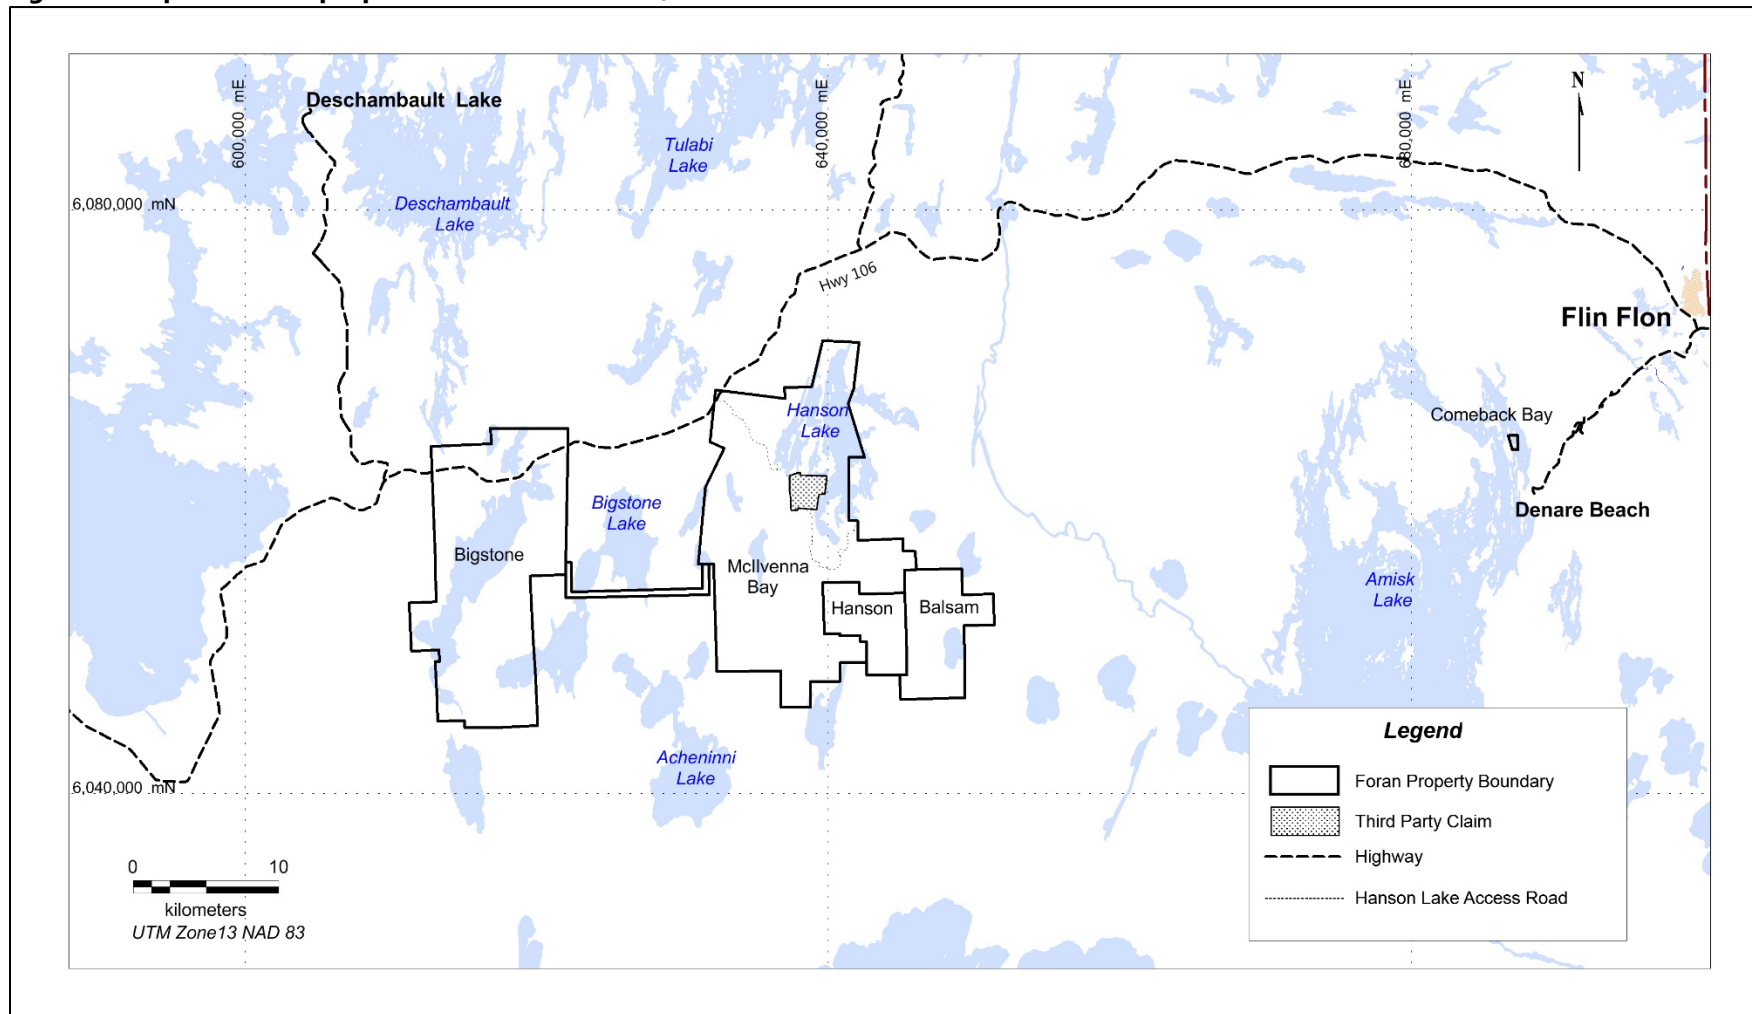 Deschambault Lake
600,000 mE
640,000 mE
680,000 mE
N
Tulabi
Lake
6,080,000 mN
Deschambault
Lake
Hwy 106
Flin Flon
Hanson
Lake
Comeback Bay
Bigstone
Lake
Denare Beach
Bigstone
McIlvenna
Bay
Amisk
Lake
Hanson
Balsam
Acheninni
Lake
6,040,000 mN
Legend
Foran Property Boundary
Third Party Claim
Highway
Hanson Lake Access Road
0 10
kilometers
UTM Zone13 NAD 83